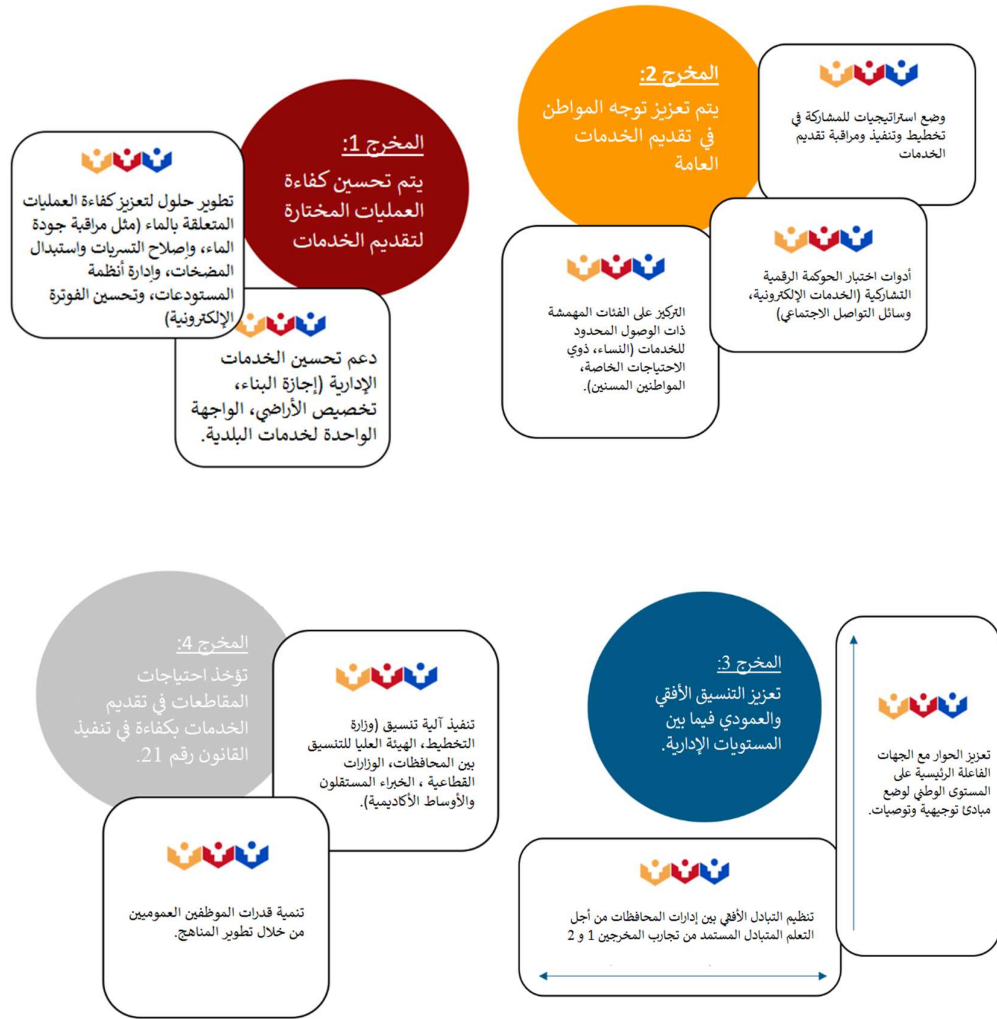 المخرج 1:
يتم تحسين كفاءة
العمليات المختارة
لتقديم الخدمات
تطوير حلول لتعزيز كفاءة العمليات
المتعلقة بالماء (مثل مراقبة جودة
الماء، وإصلاح التسربات واستبدال
المضخات، وإدارة أنظمة
المستودعات، وتحسين الفوترة
الإلكترونية)
دعم تحسين الخدمات
الإدارية (إجازة البناء،
تخصيص الأراضي، الواجهة
الواحدة لخدمات البلدية.
المخرج 2:
يتم تعزيز توجه المواطن
في تقديم الخدمات
العامة
وضع استراتيجيات للمشاركة في
تخطيط وتنفيذ ومراقبة تقديم
الخدمات
أدوات اختبار الحوكمة الرقمية
التشاركية (الخدمات الإلكترونية،
وسائل التواصل الاجتماعي)
التركيز على الفئات المهمشة
ذات الوصول المحدود
للخدمات (النساء، ذوي
الاحتياجات الخاصة،
المواطنين المسنين).
المخرج 3:
تعزيز التنسيق الأفقي
والعمودي فيما بين
المستويات الإدارية.
تعزيز الحوار مع الجهات
الفاعلة الرئيسية على
المستوى الوطني لوضع
مبادئ توجيهية وتوصيات.
تنظيم التبادل الأفقي بين إدارات المحافظات من أجل
التعلم المتبادل المستمد من تجارب المخرجين 1 و 2
المخرج 4:
تؤخذ احتياجات
المقاطعات في تقديم
الخدمات بكفاءة في تنفيذ
القانون رقم 21.
تنفيذ آلية تنسيق (وزارة
التخطيط، الهيئة العليا للتنسيق
بين المحافظات، الوزارات
القطاعية ، الخبراء المستقلون
والأوساط الأكاديمية).
تنمية قدرات الموظفين العموميين
من خلال تطوير المناهج.